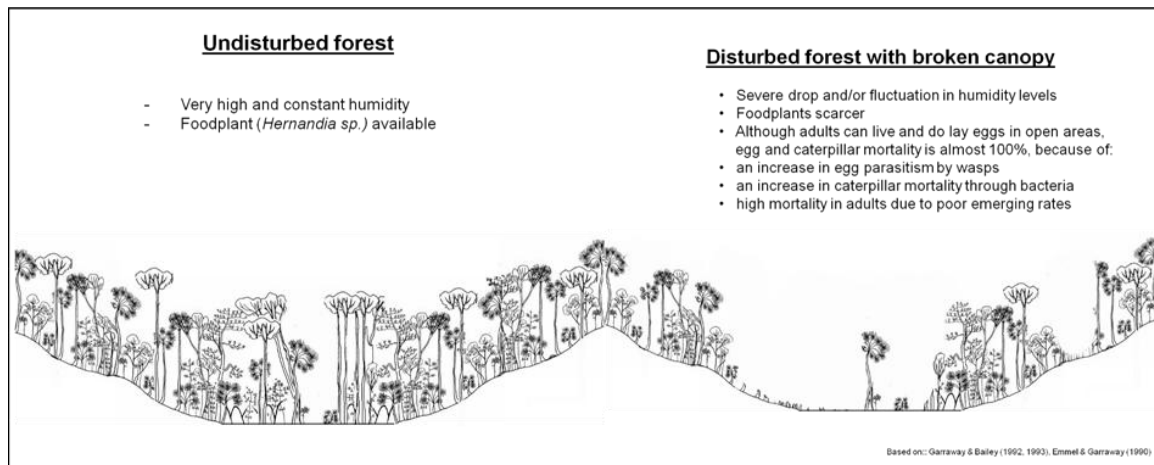 Undisturbed forest
- Very high and constant humidity
- Foodplant (Hernandia sp.) available
Disturbed forest with broken canopy
• Severe drop and/or fluctuation in humidity levels
• Foodplants scarcer
• Although adults can live and do lay eggs in open areas,
egg and caterpillar mortality is almost 100%, because of:
• an increase in egg parasitism by wasps
• an increase in caterpillar mortality through bacteria
• high mortality in adults due to poor emerging rates
Based on:: Garraway & Bailey (1992, 1993), Emmel & Garraway (1990)